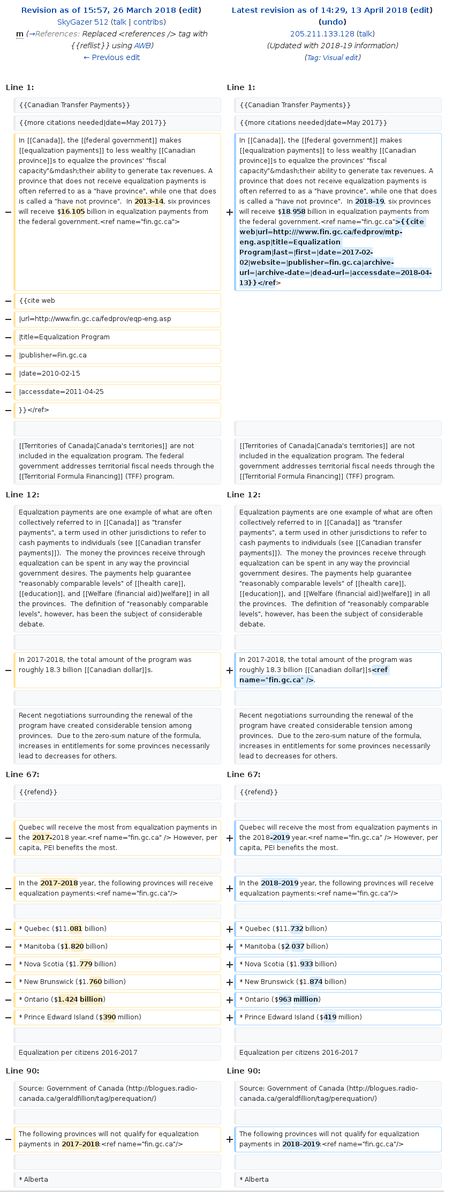 Revision as of 15:57, 26 March 2018 (edit)
SkyGazer 512 (talk | contribs)
m (→References: Replaced <references /> tag with
{{reflist}} using AWB)
← Previous edit
Latest revision as of 14:29, 13 April 2018 (edit)
(undo)
205.211.133.128 (talk)
(Updated with 2018-19 information)
(Tag: Visual edit)
Line 1:
Line 1:
{{Canadian Transfer Payments}}
{{Canadian Transfer Payments}}
{{more citations needed|date=May 2017}}
{{more citations needed|date=May 2017}}
−
In [[Canada]], the [[federal government]] makes
[[equalization payments]] to less wealthy [[Canadian
province]]s to equalize the provinces' "fiscal
capacity"&mdash;their ability to generate tax revenues. A
province that does not receive equalization payments is
often referred to as a "have province", while one that does
is called a "have not province". In 2013-14, six provinces
will receive $16.105 billion in equalization payments from
the federal government.<ref name="fin.gc.ca">
+
In [[Canada]], the [[federal government]] makes
[[equalization payments]] to less wealthy [[Canadian
province]]s to equalize the provinces' "fiscal
capacity"&mdash;their ability to generate tax revenues. A
province that does not receive equalization payments is
often referred to as a "have province", while one that does
is called a "have not province". In 2018-19, six provinces
will receive $18.958 billion in equalization payments from
the federal government.<ref name="fin.gc.ca">{{cite
web|url=http://www.fin.gc.ca/fedprov/mtp-
eng.asp|title=Equalization
Program|last=|first=|date=2017-02-
02|website=|publisher=fin.gc.ca|archive-
url=|archive-date=|dead-url=|accessdate=2018-04-
13}}</ref>
− {{cite web
− |url=http://www.fin.gc.ca/fedprov/eqp-eng.asp
− |title=Equalization Program
− |publisher=Fin.gc.ca
− |date=2010-02-15
− |accessdate=2011-04-25
− }}</ref>
[[Territories of Canada|Canada's territories]] are not
included in the equalization program. The federal
government addresses territorial fiscal needs through the
[[Territorial Formula Financing]] (TFF) program.
[[Territories of Canada|Canada's territories]] are not
included in the equalization program. The federal
government addresses territorial fiscal needs through the
[[Territorial Formula Financing]] (TFF) program.
Line 12:
Line 12:
Equalization payments are one example of what are often
collectively referred to in [[Canada]] as "transfer
payments", a term used in other jurisdictions to refer to
cash payments to individuals (see [[Canadian transfer
payments]]). The money the provinces receive through
equalization can be spent in any way the provincial
government desires. The payments help guarantee
"reasonably comparable levels" of [[health care]],
[[education]], and [[Welfare (financial aid)|welfare]] in all
the provinces. The definition of "reasonably comparable
levels", however, has been the subject of considerable
debate.
Equalization payments are one example of what are often
collectively referred to in [[Canada]] as "transfer
payments", a term used in other jurisdictions to refer to
cash payments to individuals (see [[Canadian transfer
payments]]). The money the provinces receive through
equalization can be spent in any way the provincial
government desires. The payments help guarantee
"reasonably comparable levels" of [[health care]],
[[education]], and [[Welfare (financial aid)|welfare]] in all
the provinces. The definition of "reasonably comparable
levels", however, has been the subject of considerable
debate.
− In 2017-2018, the total amount of the program was
roughly 18.3 billion [[Canadian dollar]]s.
+ In 2017-2018, the total amount of the program was
roughly 18.3 billion [[Canadian dollar]]s<ref
name="fin.gc.ca" />.
Recent negotiations surrounding the renewal of the
program have created considerable tension among
provinces. Due to the zero-sum nature of the formula,
increases in entitlements for some provinces necessarily
lead to decreases for others.
Recent negotiations surrounding the renewal of the
program have created considerable tension among
provinces. Due to the zero-sum nature of the formula,
increases in entitlements for some provinces necessarily
lead to decreases for others.
Line 67:
Line 67:
{{refend}}
{{refend}}
− Quebec will receive the most from equalization payments in
the 2017-2018 year.<ref name="fin.gc.ca" /> However, per
capita, PEI benefits the most.
+ Quebec will receive the most from equalization payments in
the 2018-2019 year.<ref name="fin.gc.ca" /> However, per
capita, PEI benefits the most.
− In the 2017-2018 year, the following provinces will receive
equalization payments:<ref name="fin.gc.ca"/>
+ In the 2018-2019 year, the following provinces will receive
equalization payments:<ref name="fin.gc.ca"/>
− * Quebec ($11.081 billion)
+ * Quebec ($11.732 billion)
− * Manitoba ($1.820 billion)
+ * Manitoba ($2.037 billion)
− * Nova Scotia ($1.779 billion)
+ * Nova Scotia ($1.933 billion)
− * New Brunswick ($1.760 billion)
+ * New Brunswick ($1.874 billion)
− * Ontario ($1.424 billion)
+ * Ontario ($963 million)
− * Prince Edward Island ($390 million)
+ * Prince Edward Island ($419 million)
Equalization per citizens 2016-2017
Equalization per citizens 2016-2017
Line 90:
Line 90:
Source: Government of Canada (http://blogues.radio-
canada.ca/geraldfillion/tag/perequation/)
Source: Government of Canada (http://blogues.radio-
canada.ca/geraldfillion/tag/perequation/)
− The following provinces will not qualify for equalization
payments in 2017-2018:<ref name="fin.gc.ca"/>
+ The following provinces will not qualify for equalization
payments in 2018-2019:<ref name="fin.gc.ca"/>
* Alberta
* Alberta